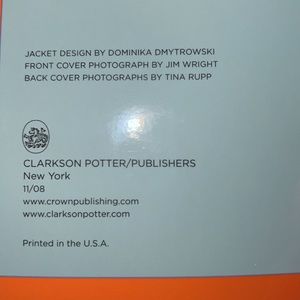 JACKET DESIGN BY DOMINIKA DMYTROWSKI
FRONT COVER PHOTOGRAPH BY JIM WRIGHT
BACK COVER PHOTOGRAPHS BY TINA RUPP
CLARKSON POTTER/PUBLISHERS
New York
11/08
www.crownpublishing.com
www.clarksonpotter.com
Printed in the U.S.A.